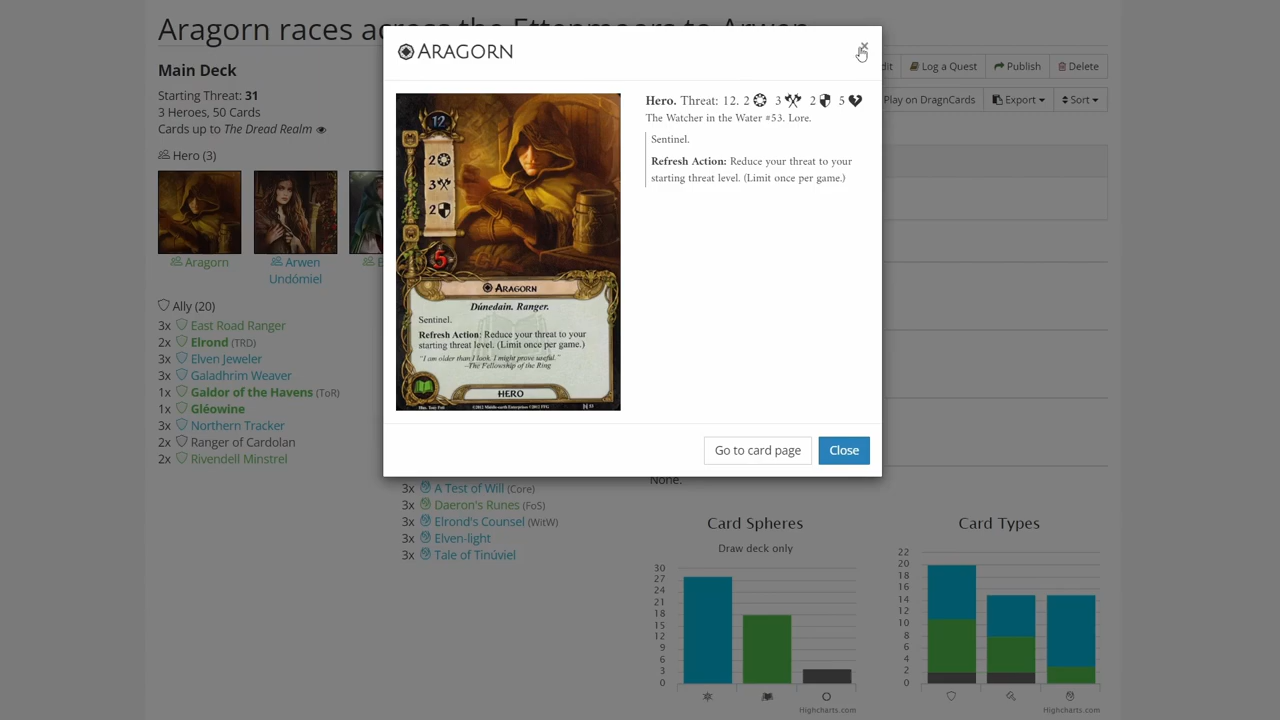 Aragorn races across the Ettenmoors to Arwen
Main Deck
Starting Threat: 31
3 Heroes, 50 Cards
Cards up to The Dread Realm
Hero (3)
Aragorn
Arwen
Undómiel
Ally (20)
3x East Road Ranger
2x Elrond (TRD)
3x Elven Jeweler
3x Galadhrim Weaver
1x Galdor of the Havens (ToR)
1x Gléowine
3x Northern Tracker
2x Ranger of Cardolan
2x Rivendell Minstrel
3x A Test of Will (Core)
3x Daeron's Runes (FoS)
3x Elrond's Counsel (WitW)
3x Elven-light
3x Tale of Tinúviel
ARAGORN
×
12
2
3
2
5
ARAGORN
Dúnedain. Ranger.
Sentinel.
Refresh Action: Reduce your threat to your
starting threat level. (Limit once per game.)
"I am older than I look. I might prove useful."
–The Fellowship of the Ring
HERO
Hero. Threat: 12. 2 3 2 5
The Watcher in the Water #53. Lore.
Sentinel.
Refresh Action: Reduce your threat to your
starting threat level. (Limit once per game.)
Go to card page
Close
Log a Quest
Publish
Delete
Play on DragnCards
Export
Sort
None.
Card Spheres
Draw deck only
30
27
24
21
18
15
12
9
6
3
0
Highcharts.com
Card Types
22
20
18
16
14
12
10
8
6
4
2
0
Highcharts.com